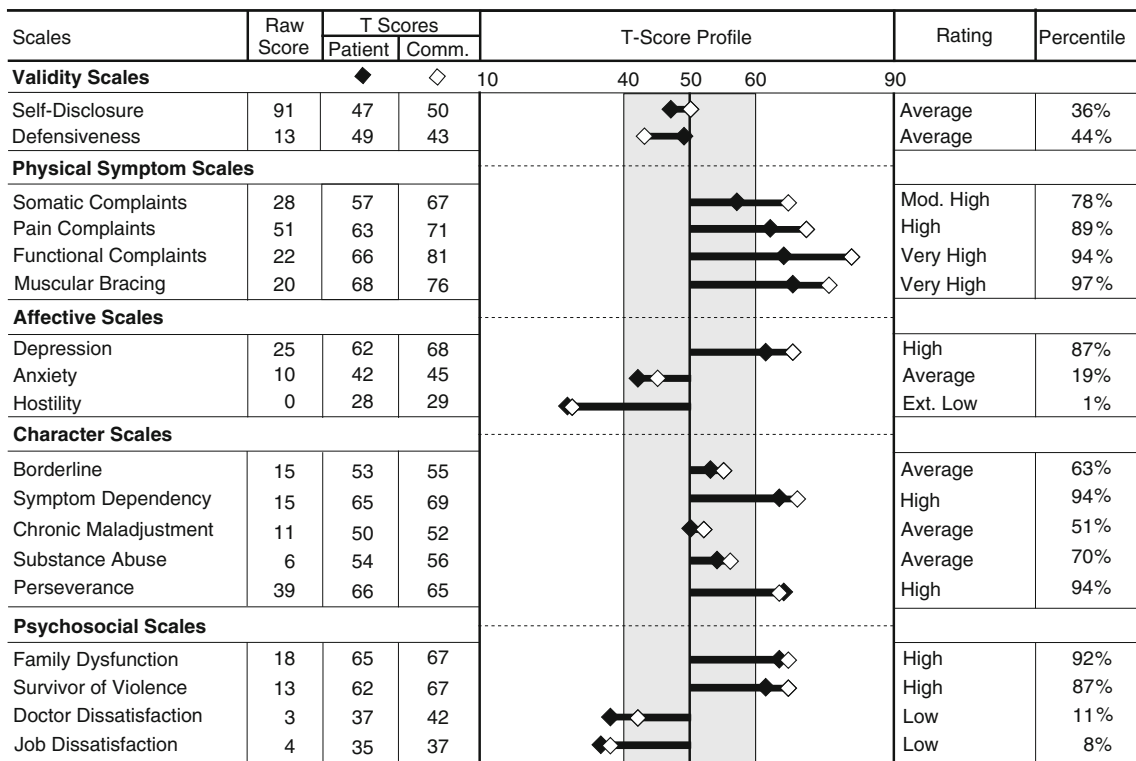 Scales Raw Score T Scores T-Score Profile Rating Percentile
Patient Comm.
Validity Scales 10 40 50 60 90
Self-Disclosure 91 47 50 Average 36%
Defensiveness 13 49 43 Average 44%
Physical Symptom Scales
Somatic Complaints 28 57 67 Mod. High 78%
Pain Complaints 51 63 71 High 89%
Functional Complaints 22 66 81 Very High 94%
Muscular Bracing 20 68 76 Very High 97%
Affective Scales
Depression 25 62 68 High 87%
Anxiety 10 42 45 Average 19%
Hostility 0 28 29 Ext. Low 1%
Character Scales
Borderline 15 53 55 Average 63%
Symptom Dependency 15 65 69 High 94%
Chronic Maladjustment 11 50 52 Average 51%
Substance Abuse 6 54 56 Average 70%
Perseverance 39 66 65 High 94%
Psychosocial Scales
Family Dysfunction 18 65 67 High 92%
Survivor of Violence 13 62 67 High 87%
Doctor Dissatisfaction 3 37 42 Low 11%
Job Dissatisfaction 4 35 37 Low 8%